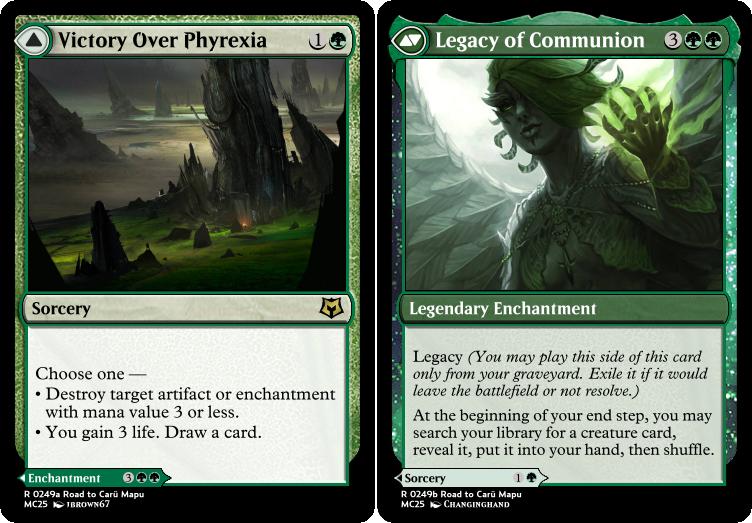 Victory Over Phyrexia 1
Sorcery
Choose one —
• Destroy target artifact or enchantment
with mana value 3 or less.
• You gain 3 life. Draw a card.
Enchantment 3
R 0249a Road to Carü Mapu
MC25 jbrown67
Legacy of Communion 3
Legendary Enchantment
Legacy (You may play this side of this card
only from your graveyard. Exile it if it would
leave the battlefield or not resolve.)
At the beginning of your end step, you may
search your library for a creature card,
reveal it, put it into your hand, then shuffle.
Sorcery 1
R 0249b Road to Carü Mapu
MC25 Changinghand